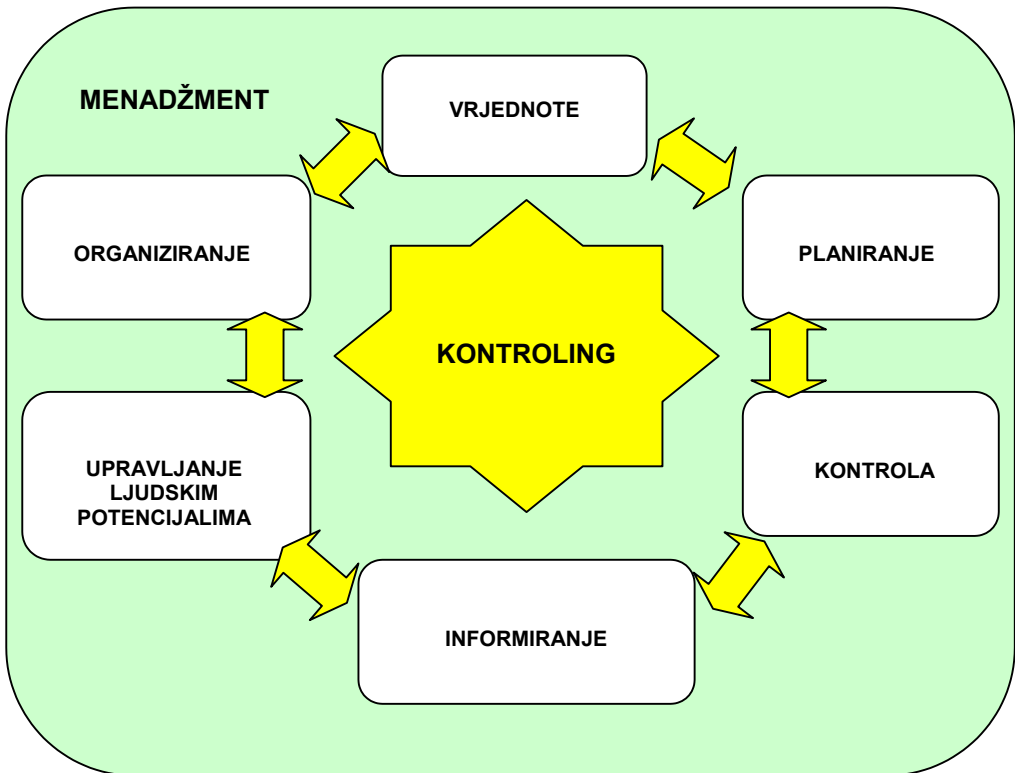 MENADŽMENT
VRJEDNOTE
ORGANIZIRANJE
PLANIRANJE
KONTROLING
UPRAVLJANJE
LJUDSKIM
POTENCIJALIMA
KONTROLA
INFORMIRANJE